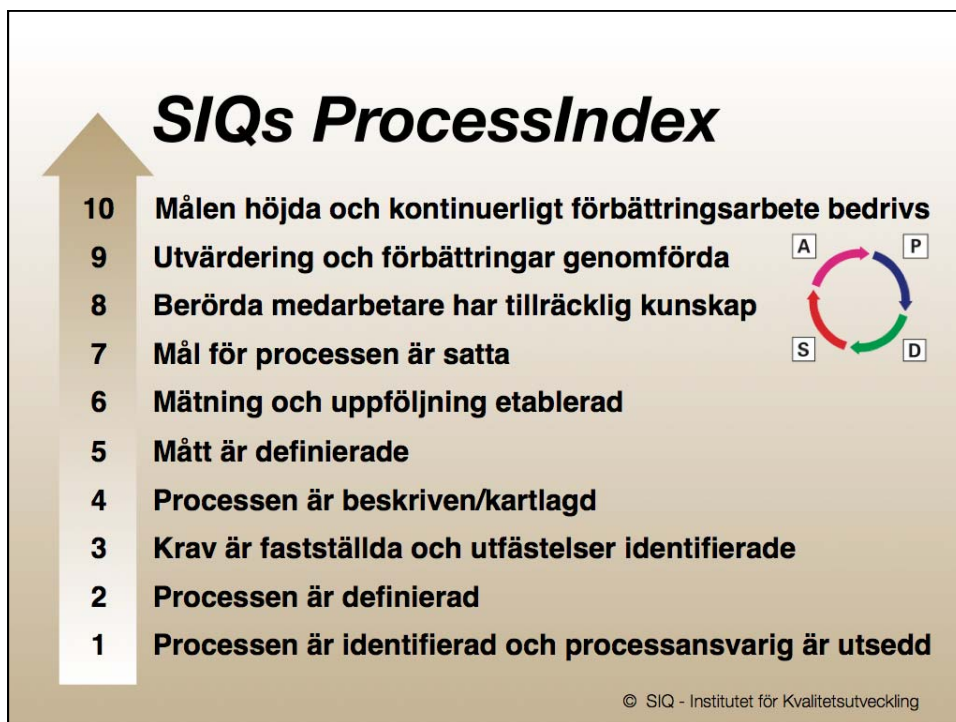 SIQs ProcessIndex
10 Målen höjda och kontinuerligt förbättringsarbete bedrivs
9 Utvärdering och förbättringar genomförda
A P
8 Berörda medarbetare har tillräcklig kunskap
7 Mål för processen är satta
S D
6 Mätning och uppföljning etablerad
5 Mått är definierade
4 Processen är beskriven/kartlagd
3 Krav är fastställda och utfästelser identifierade
2 Processen är definierad
1 Processen är identifierad och processansvarig är utsedd
© SIQ - Institutet för Kvalitetsutveckling